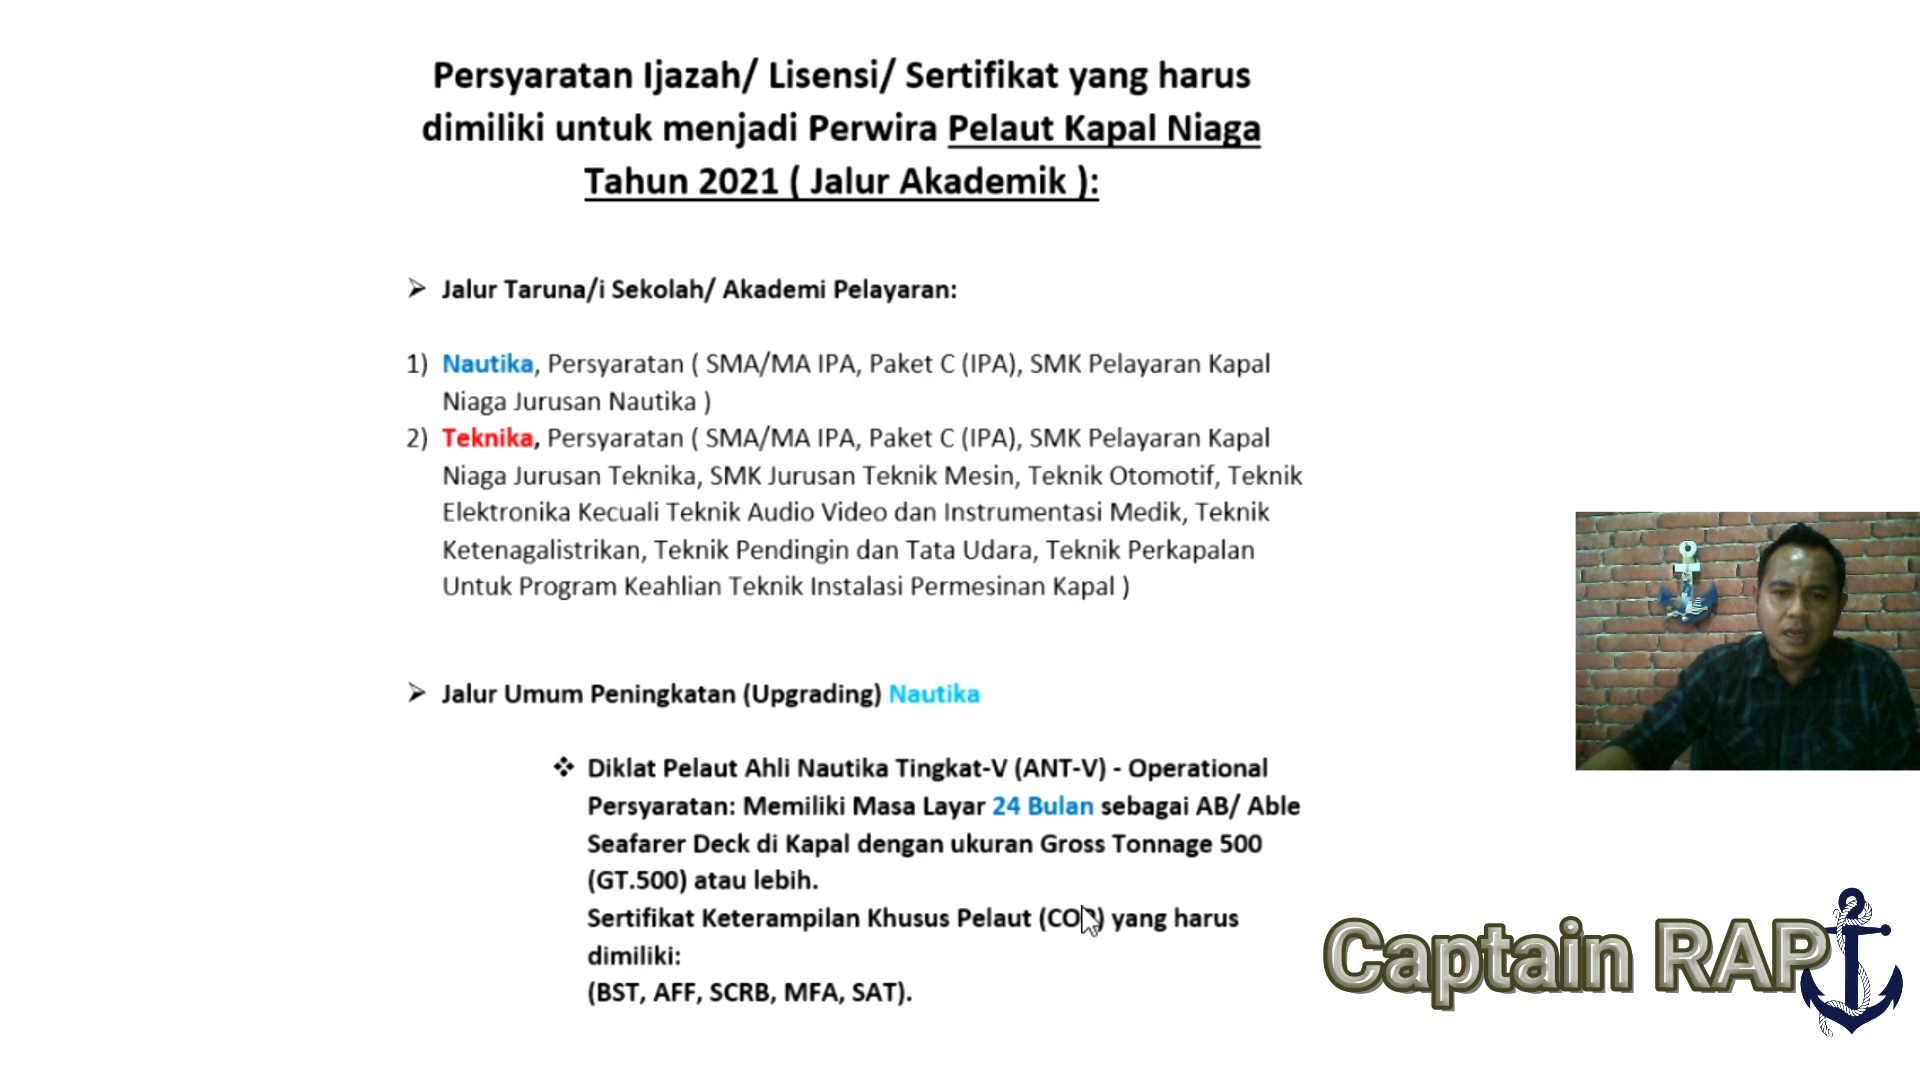 Persyaratan Ijazah/ Lisensi/ Sertifikat yang harus
dimiliki untuk menjadi Perwira Pelaut Kapal Niaga
Tahun 2021 ( Jalur Akademik ):
➢ Jalur Taruna/i Sekolah/ Akademi Pelayaran:
1) Nautika, Persyaratan ( SMA/MA IPA, Paket C (IPA), SMK Pelayaran Kapal
Niaga Jurusan Nautika )
2) Teknika, Persyaratan ( SMA/MA IPA, Paket C (IPA), SMK Pelayaran Kapal
Niaga Jurusan Teknika, SMK Jurusan Teknik Mesin, Teknik Otomotif, Teknik
Elektronika Kecuali Teknik Audio Video dan Instrumentasi Medik, Teknik
Ketenagalistrikan, Teknik Pendingin dan Tata Udara, Teknik Perkapalan
Untuk Program Keahlian Teknik Instalasi Permesinan Kapal )
➢ Jalur Umum Peningkatan (Upgrading) Nautika
❖ Diklat Pelaut Ahli Nautika Tingkat-V (ANT-V) - Operational
Persyaratan: Memiliki Masa Layar 24 Bulan sebagai AB/ Able
Seafarer Deck di Kapal dengan ukuran Gross Tonnage 500
(GT.500) atau lebih.
Sertifikat Keterampilan Khusus Pelaut (COP) yang harus
dimiliki:
(BST, AFF, SCRB, MFA, SAT).
Captain RAP